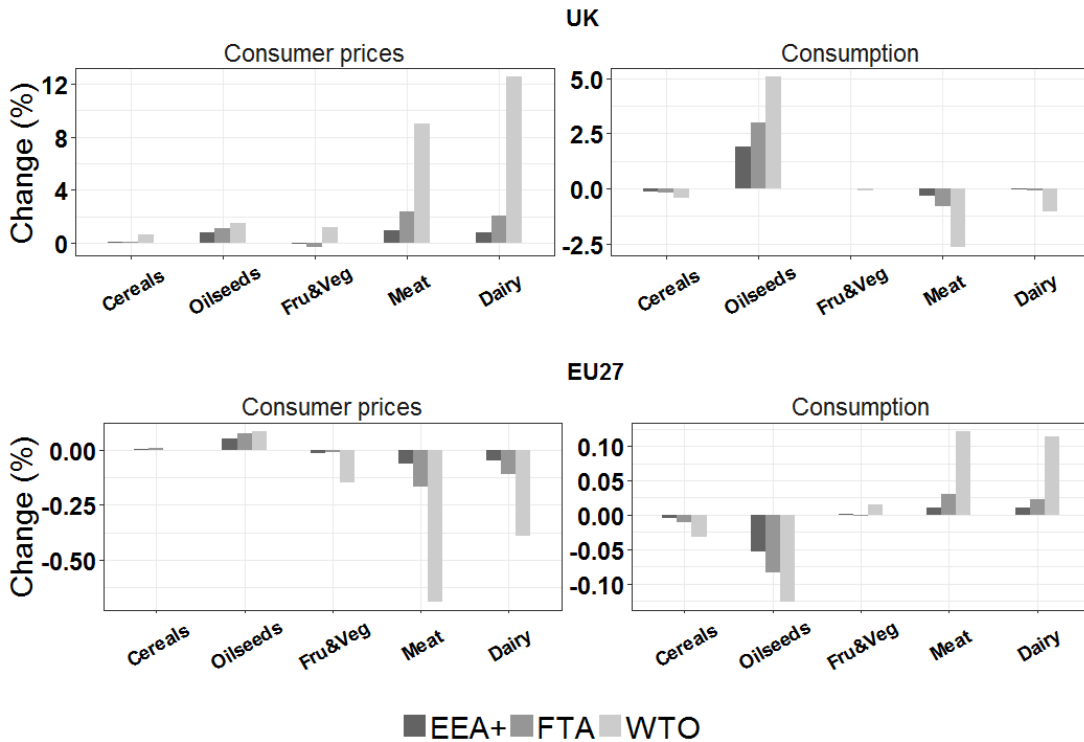 UK
Consumer prices
Consumption
Change (%)
12
8
4
0
Cereals
Oilseeds
Fru&Veg
Meat
Dairy
5.0
2.5
0.0
-2.5
Cereals
Oilseeds
Fru&Veg
Meat
Dairy
EU27
Consumer prices
Consumption
Change (%)
0.00
-0.25
-0.50
Cereals
Oilseeds
Fru&Veg
Meat
Dairy
0.10
0.05
0.00
-0.05
-0.10
Cereals
Oilseeds
Fru&Veg
Meat
Dairy
EEA+ FTA WTO